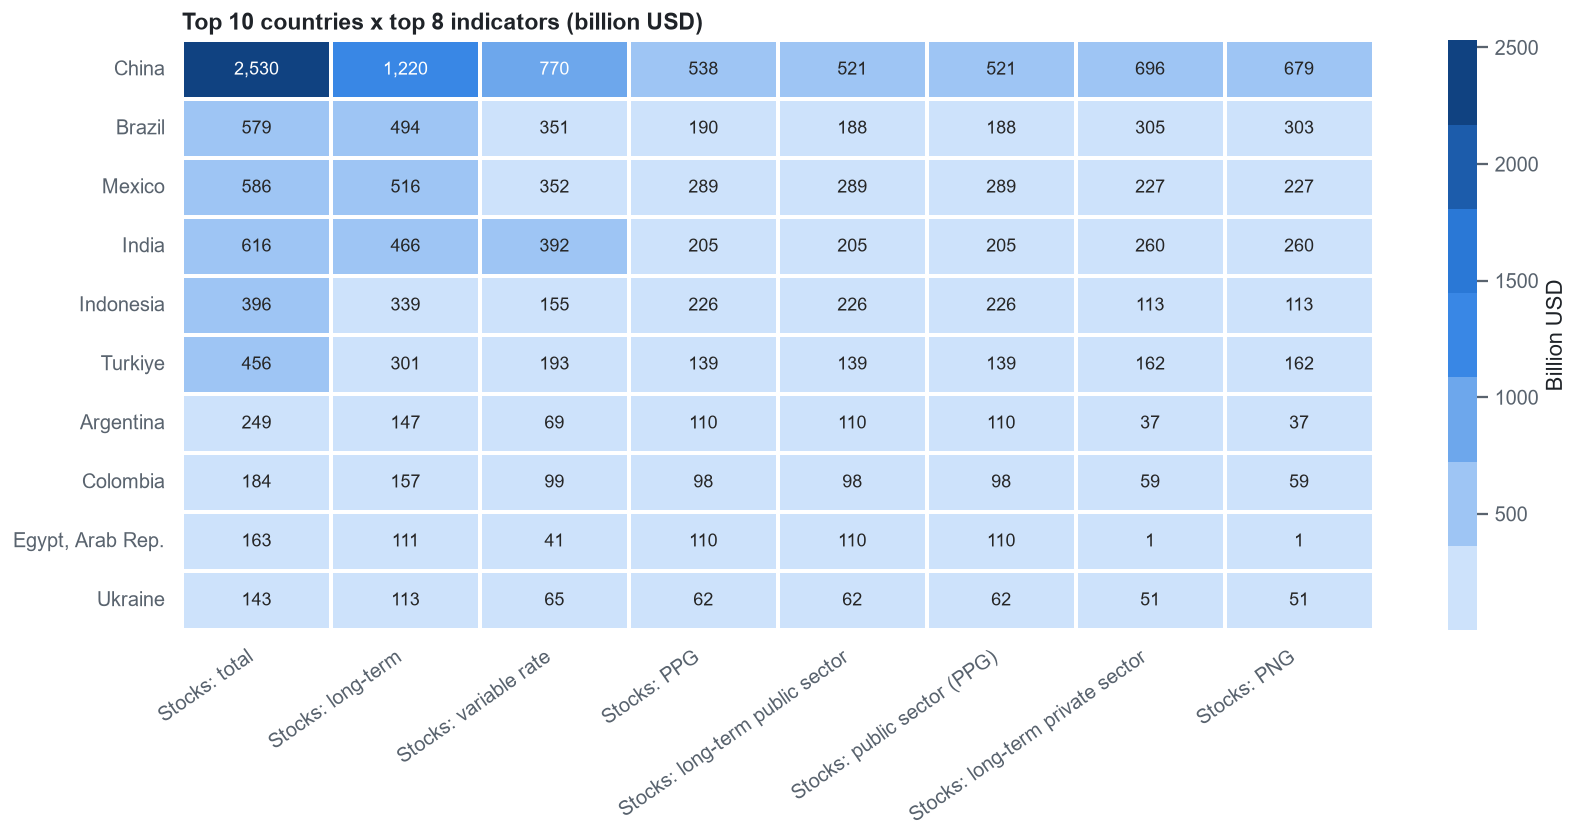 Top 10 countries x top 8 indicators (billion USD)
China 2,530 1,220 770 538 521 521 696 679
Brazil 579 494 351 190 188 188 305 303
Mexico 586 516 352 289 289 289 227 227
India 616 466 392 205 205 205 260 260
Indonesia 396 339 155 226 226 226 113 113
Turkiye 456 301 193 139 139 139 162 162
Argentina 249 147 69 110 110 110 37 37
Colombia 184 157 99 98 98 98 59 59
Egypt, Arab Rep. 163 111 41 110 110 110 1 1
Ukraine 143 113 65 62 62 62 51 51
Stocks: total
Stocks: long-term
Stocks: variable rate
Stocks: PPG
Stocks: long-term public sector
Stocks: public sector (PPG)
Stocks: long-term private sector
Stocks: PNG
2500
2000
1500
1000
500
Billion USD